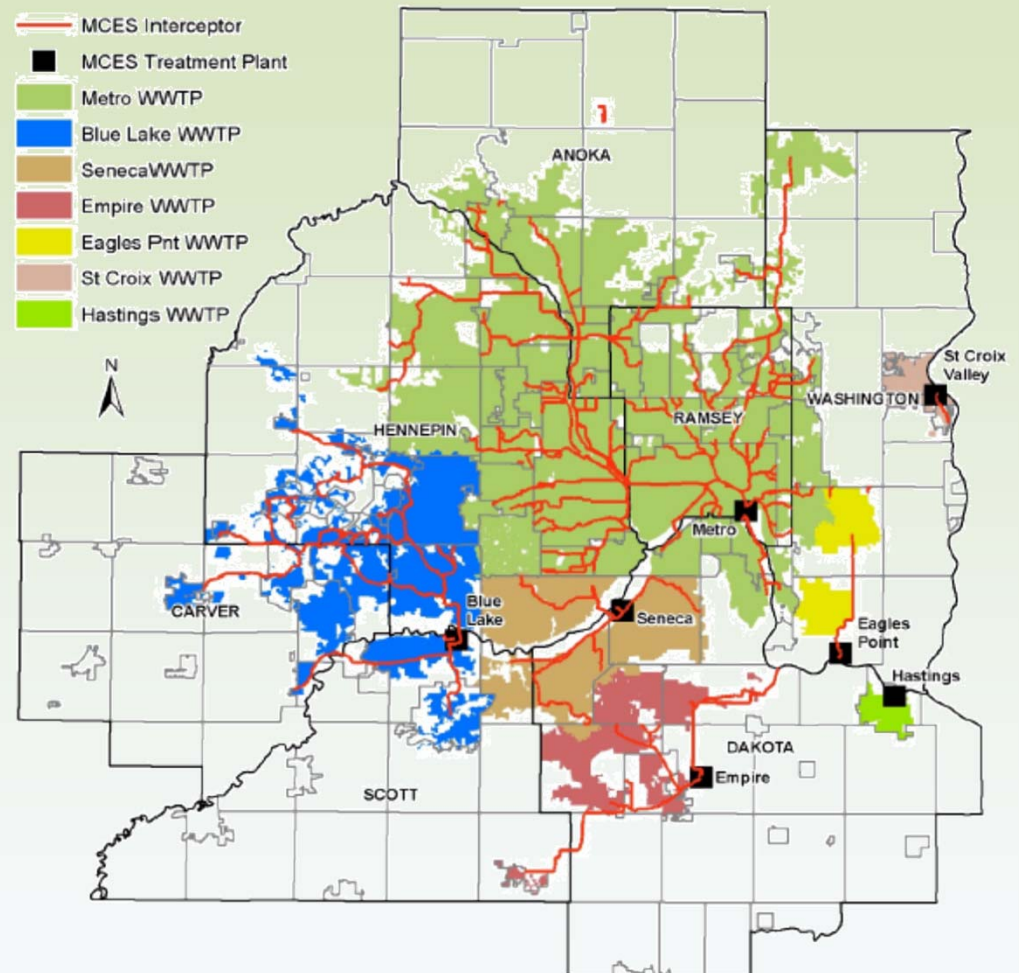 MCES Interceptor
MCES Treatment Plant
Metro WWTP
Blue Lake WWTP
SenecaWWTP
Empire WWTP
Eagles Pnt WWTP
St Croix WWTP
Hastings WWTP
N
ANOKA
St Croix
Valley
WASHINGTON
HENNEPIN
RAMSEY
Metro
CARVER
Blue
Lake
Seneca
Eagles
Point
Hastings
DAKOTA
Empire
SCOTT